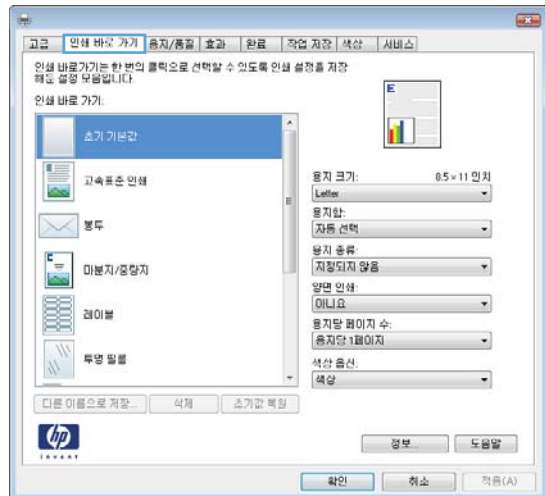 고급
인쇄 바로 가기
용지/품질
효과
완료
작업 저장
색상
서비스
인쇄 바로가기는 한 번의 클릭으로 선택할 수 있도록 인쇄 설정을 저장
해둔 설정 모음입니다.
인쇄 바로 가기:
초기 기본값
고속표준 인쇄
봉투
마분지/중량지
레이블
투명 필름
다른 이름으로 저장...
삭제
초기값 복원
E
용지 크기:
8.5 × 11 인치
Letter
용지함:
자동 선택
용지 종류:
지정되지 않음
양면 인쇄:
아니요
용지당 페이지 수:
용지당 1페이지
색상 옵션:
색상
hp
invent
정보...
도움말
확인
취소
적용(A)